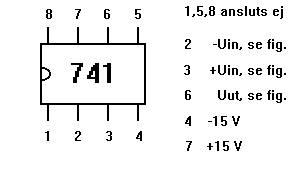 8 7 6 5
741
1 2 3 4
1,5,8 ansluts ej
2 -Uin, se fig.
3 +Uin, se fig.
6 Uut, se fig.
4 -15 V
7 +15 V